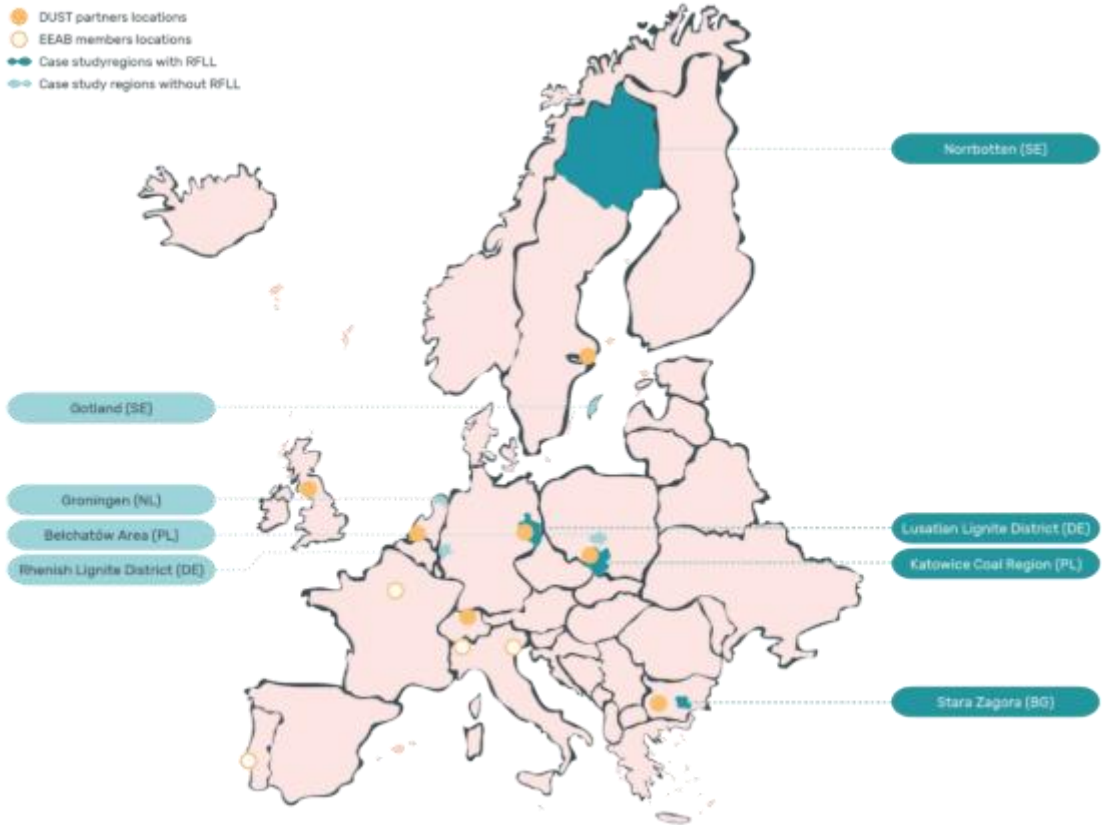 DUST partners locations
EEAB members locations
Case studyregions with RFLL
Case study regions without RFLL
Norrbotten (SE)
Gotland (SE)
Groningen (NL)
Bełchatów Area (PL)
Rhenish Lignite District (DE)
Lusatian Lignite District (DE)
Katowice Coal Region (PL)
Stara Zagora (BG)